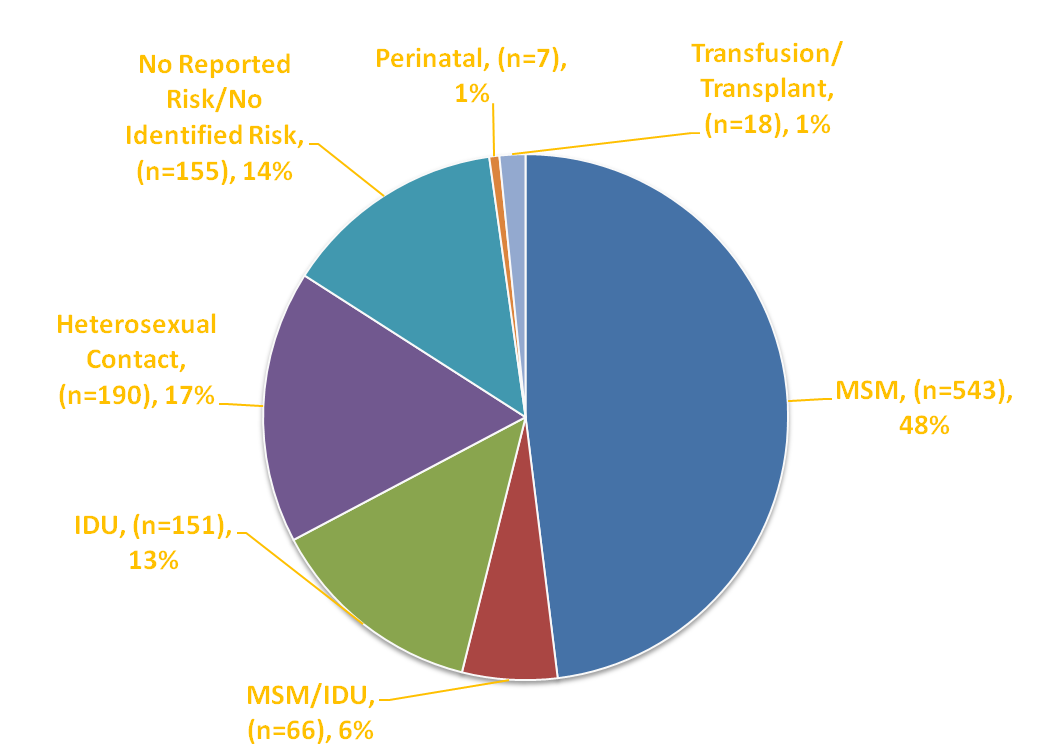 No Reported
Risk/No
Identified Risk,
(n=155), 14%
Perinatal, (n=7),
1%
Transfusion/
Transplant,
(n=18), 1%
Heterosexual
Contact,
(n=190), 17%
MSM, (n=543),
48%
IDU, (n=151),
13%
MSM/IDU,
(n=66), 6%